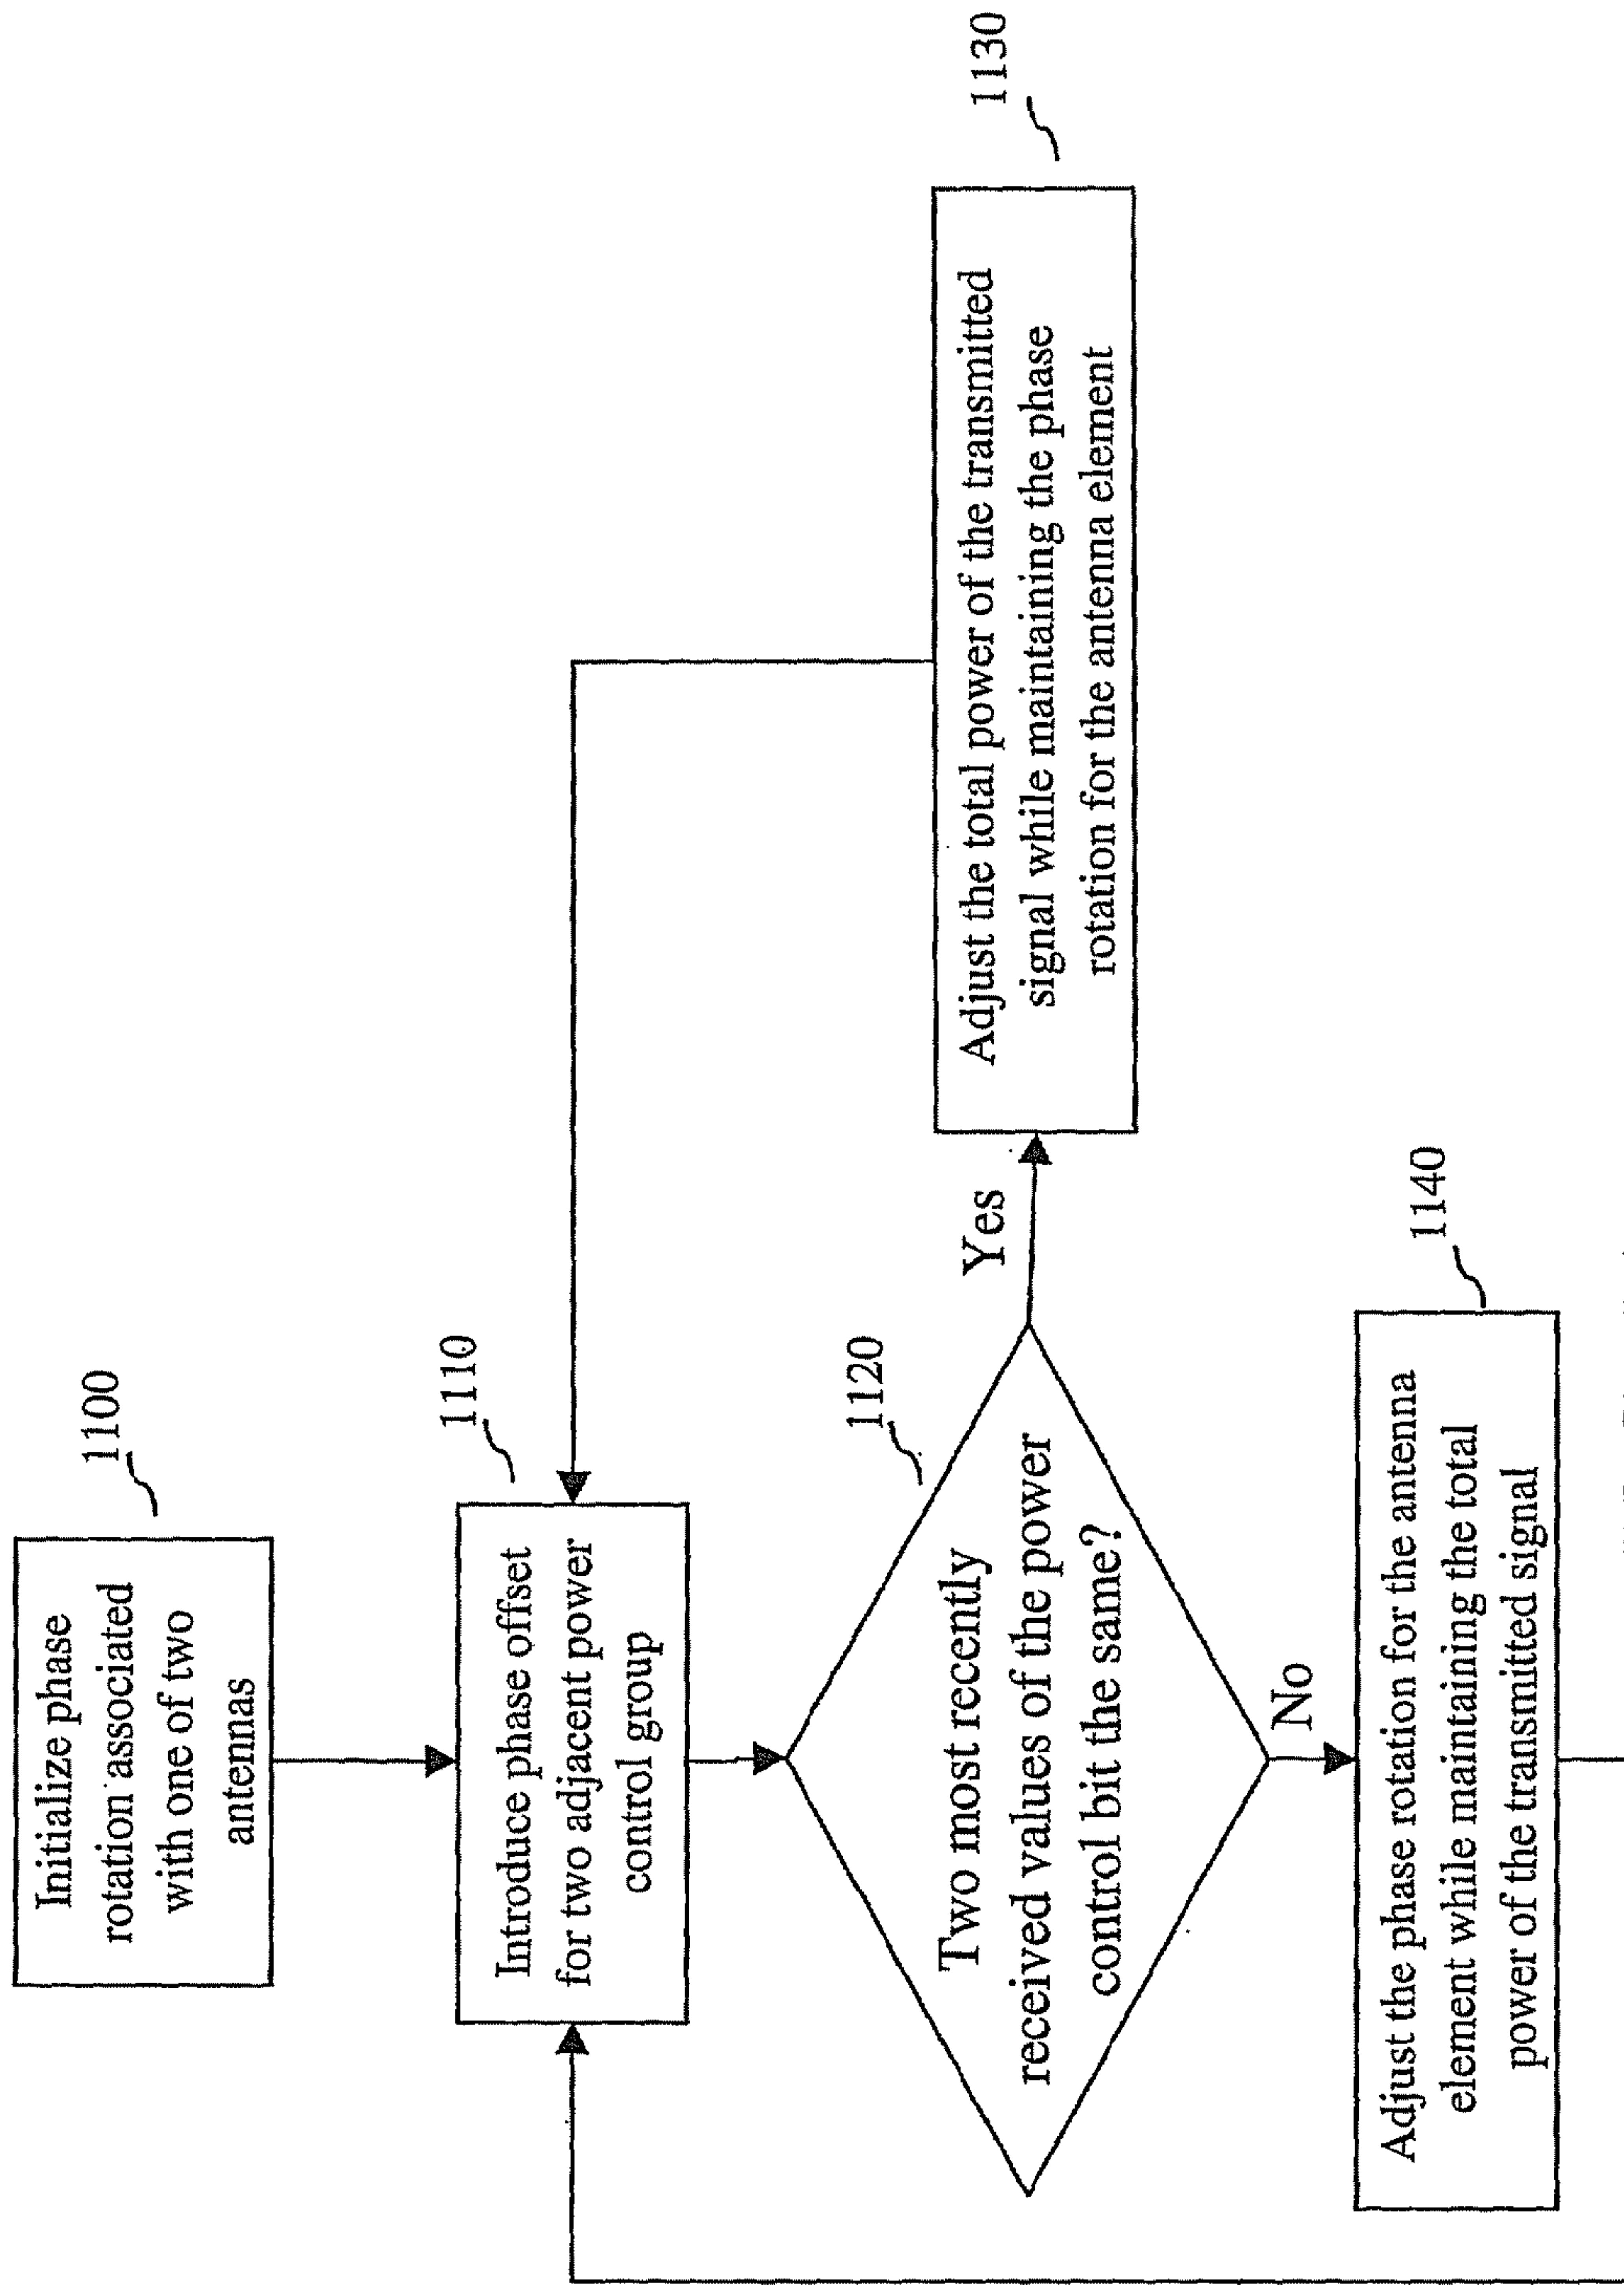 Initialize phase
rotation associated
with one of two
antennas
1100
Introduce phase offset
for two adjacent power
control group
1110
Two most recently
received values of the power
control bit the same?
1120
Yes
Adjust the total power of the transmitted
signal while maintaining the phase
rotation for the antenna element
1130
No
Adjust the phase rotation for the antenna
element while maintaining the total
power of the transmitted signal
1140